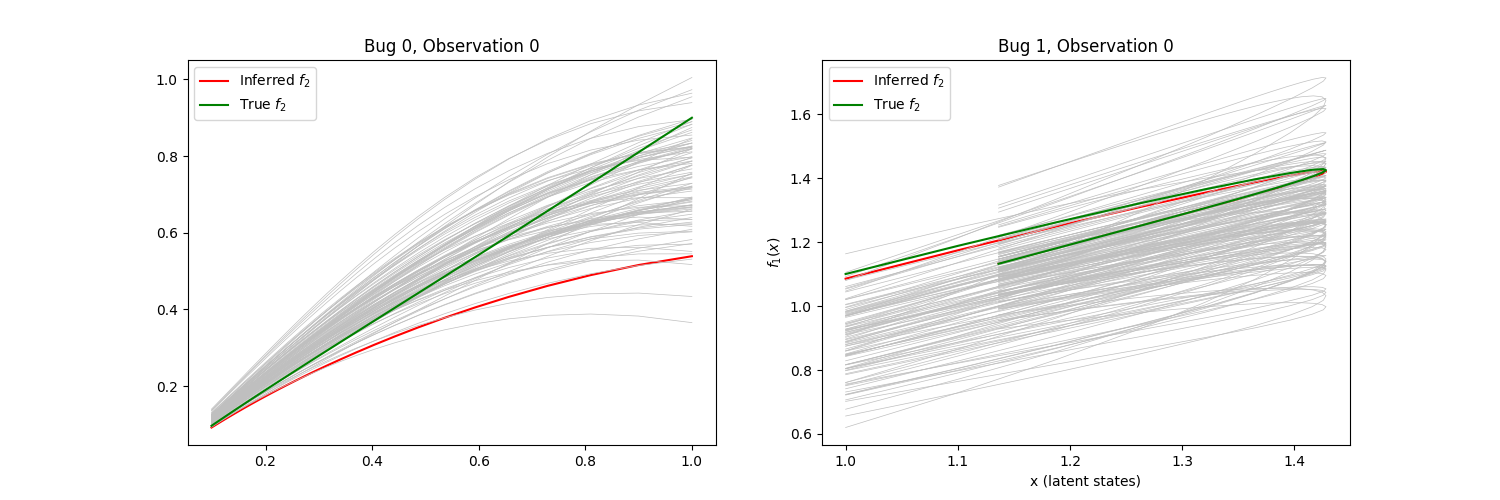 Bug 0, Observation 0
Inferred f₂
True f₂
1.0
0.8
0.6
0.4
0.2
0.2 0.4 0.6 0.8 1.0
Bug 1, Observation 0
Inferred f₂
True f₂
f₁(x)
1.6
1.4
1.2
1.0
0.8
0.6
1.0 1.1 1.2 1.3 1.4
x (latent states)